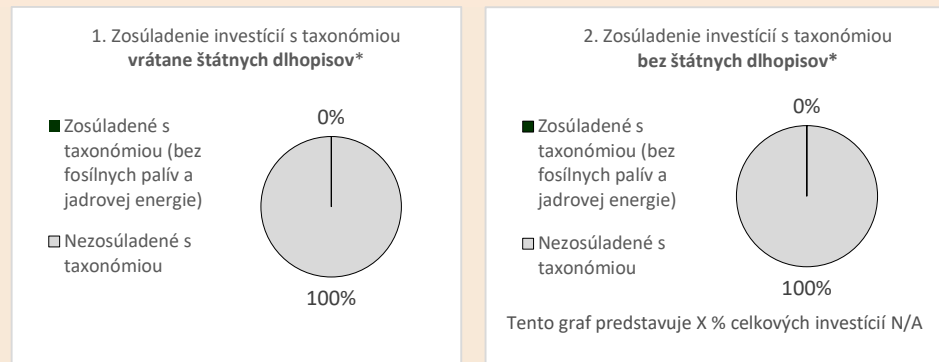 1. Zosúladenie investícií s taxonómiou
vrátane štátnych dlhopisov*
Zosúladené s
taxonómiou (bez
fosílnych palív a
jadrovej energie)
Nezosúladené s
taxonómiou
0%
100%
2. Zosúladenie investícií s taxonómiou
bez štátnych dlhopisov*
Zosúladené s
taxonómiou (bez
fosílnych palív a
jadrovej energie)
Nezosúladené s
taxonómiou
0%
100%
Tento graf predstavuje X % celkových investícií N/A